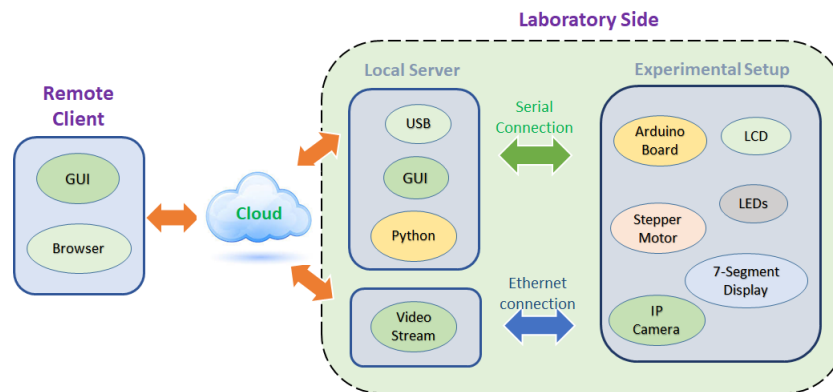 Laboratory Side
Remote
Client
GUI
Browser
Cloud
Local Server
USB
GUI
Python
Video
Stream
Serial
Connection
Ethernet
connection
Experimental Setup
Arduino
Board
LCD
LEDs
Stepper
Motor
7-Segment
Display
IP
Camera